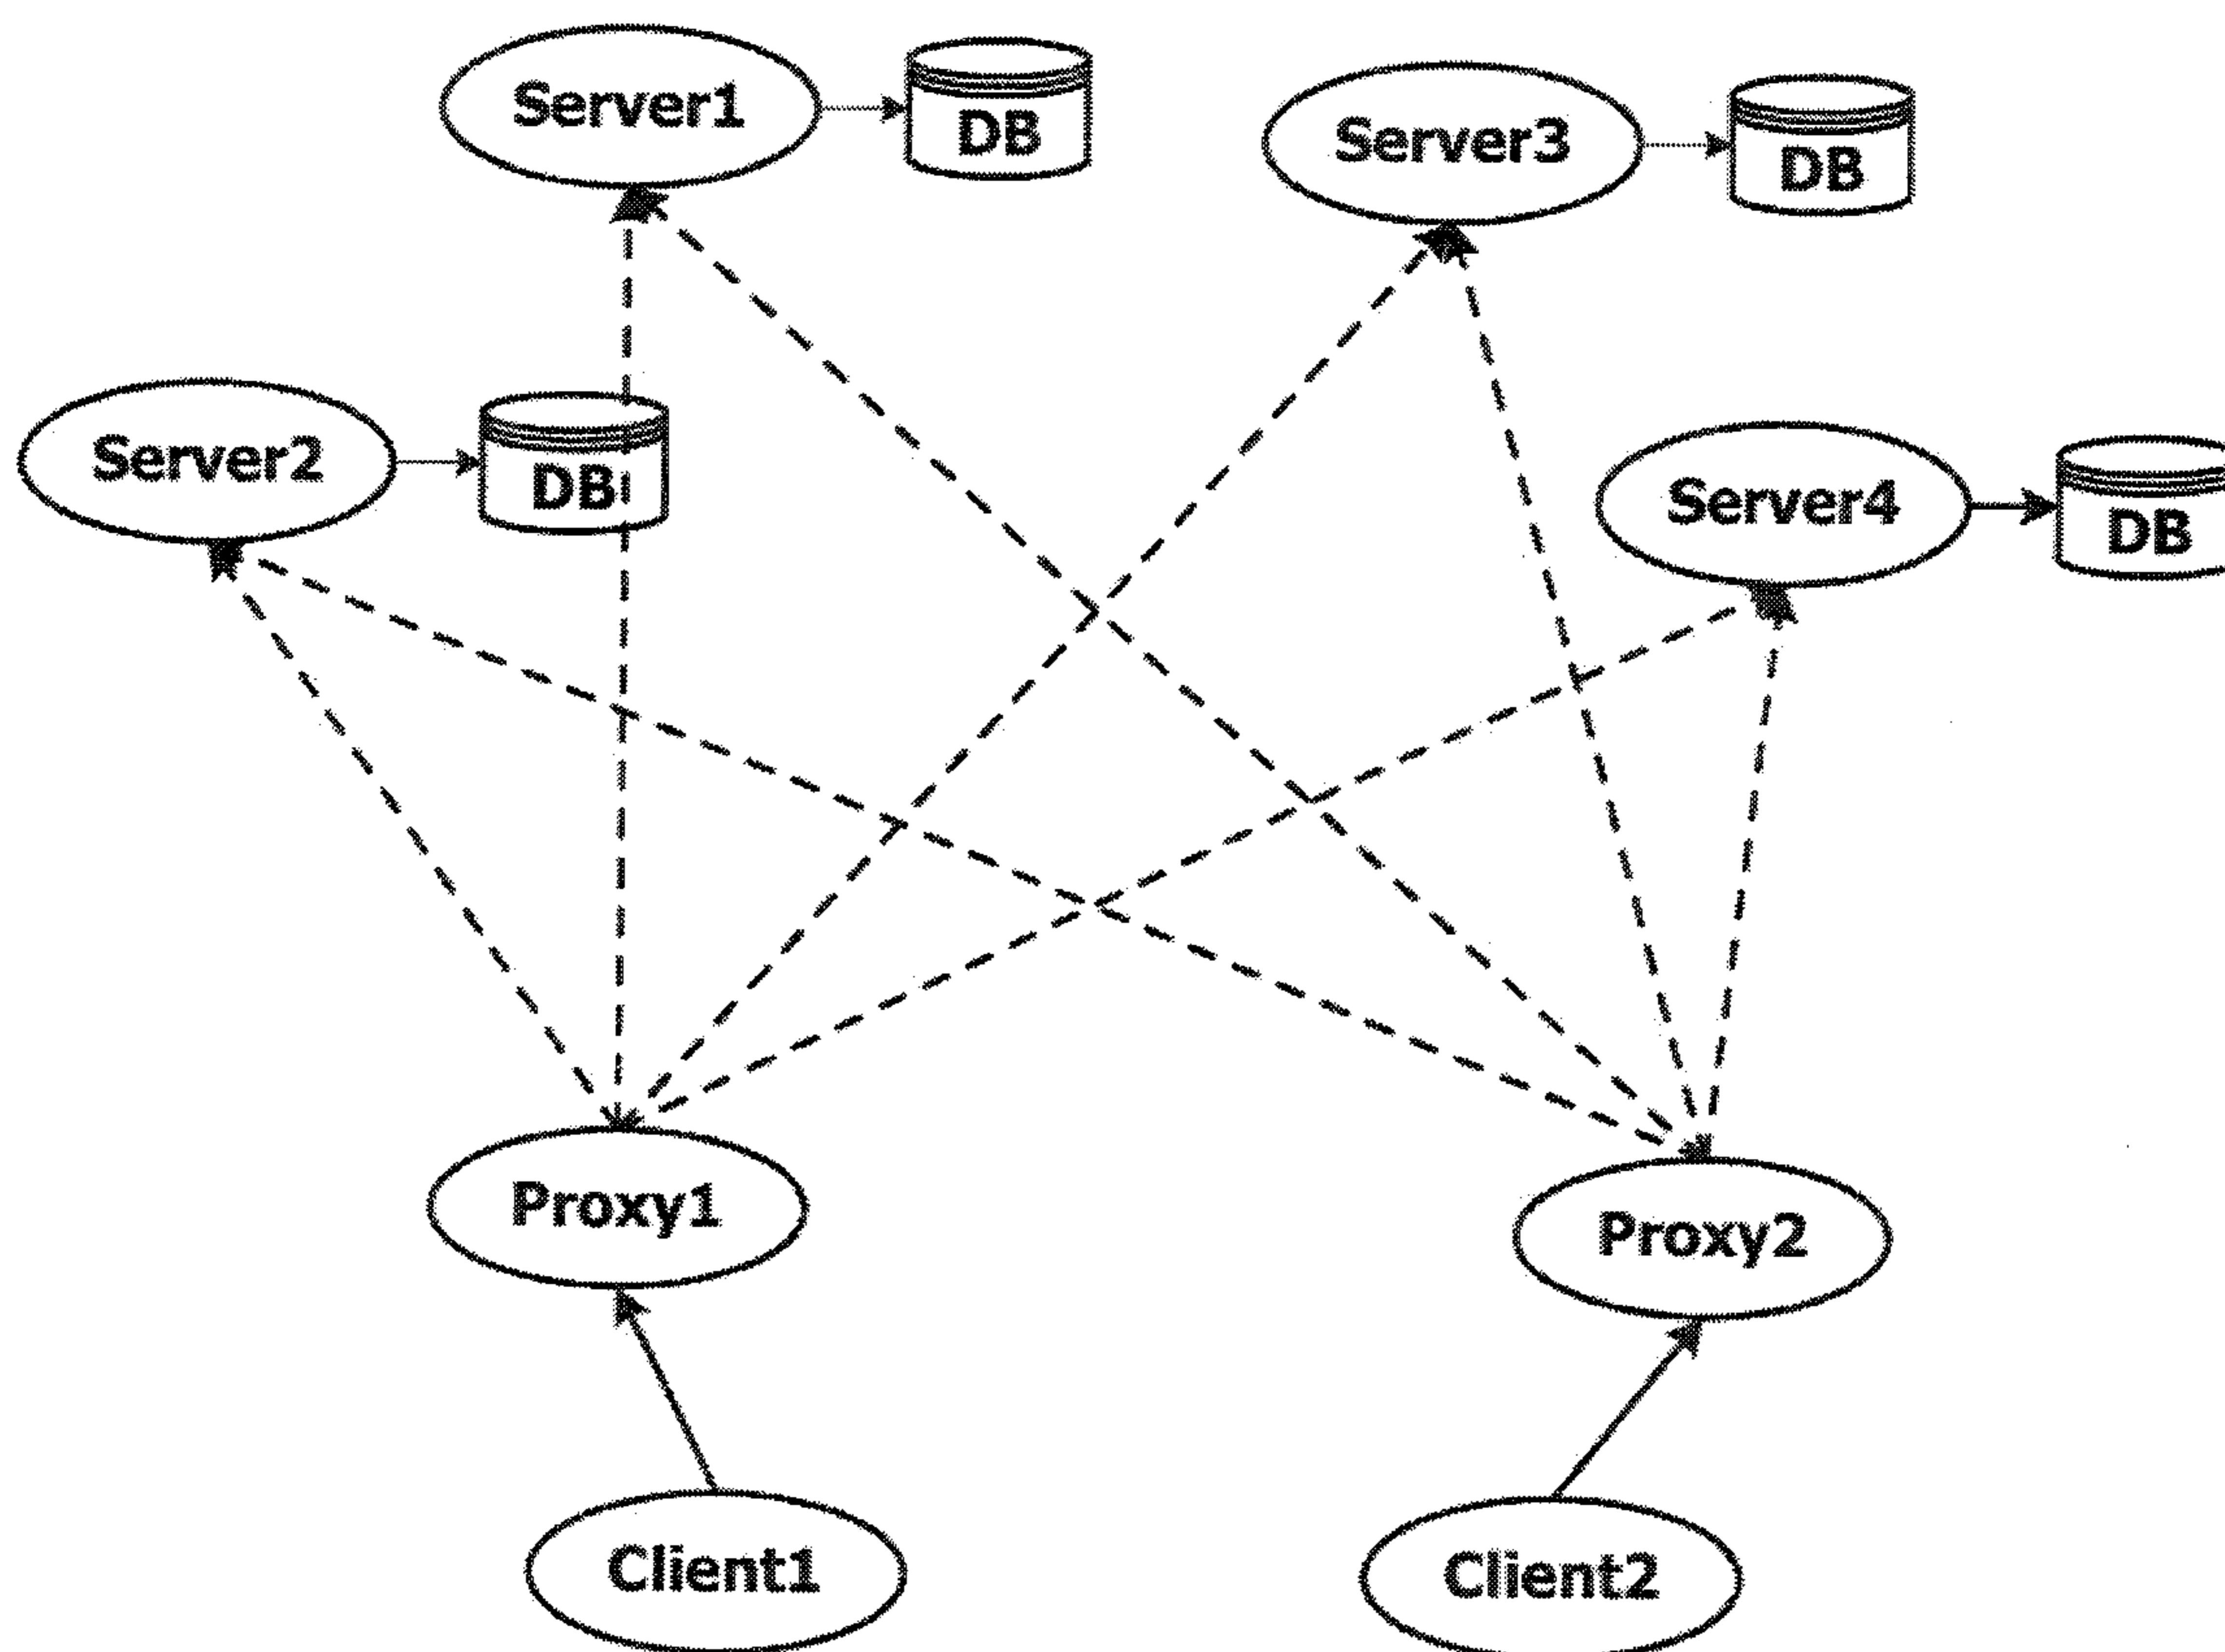 Server1
DB
Server3
DB
Server2
DB
Server4
DB
Proxy1
Proxy2
Client1
Client2